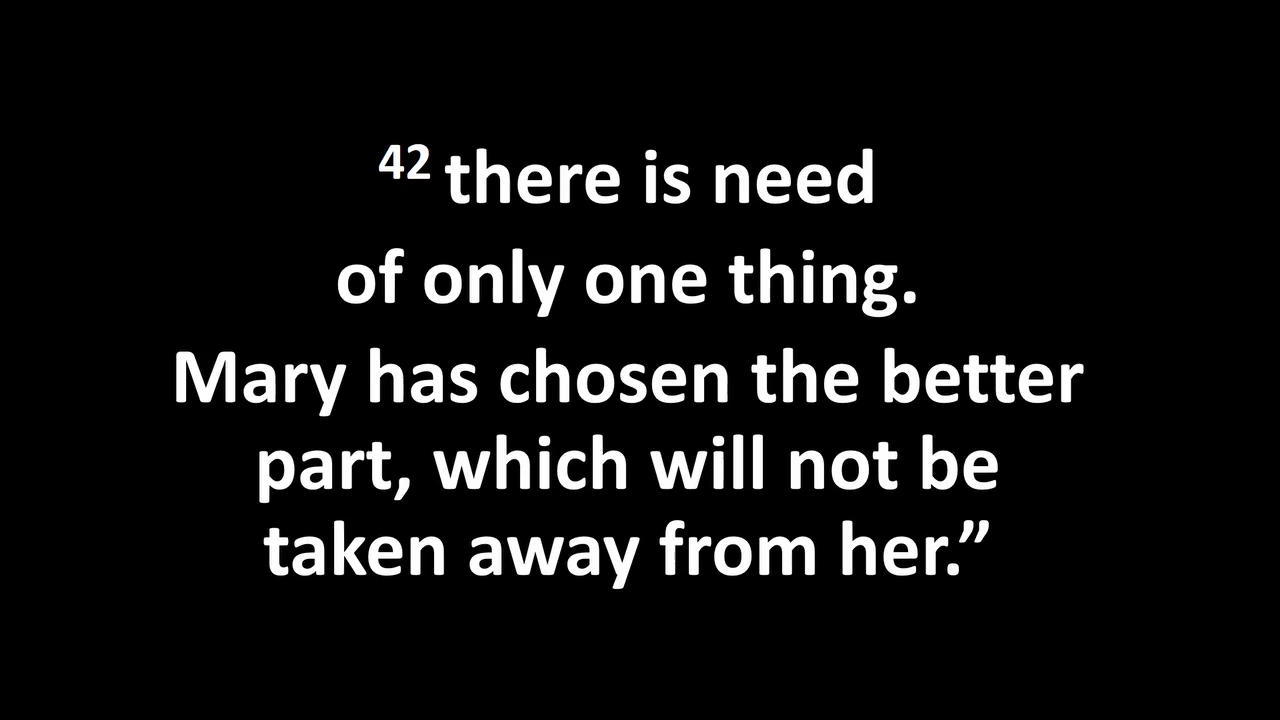 42 there is need
of only one thing.
Mary has chosen the better
part, which will not be
taken away from her.”